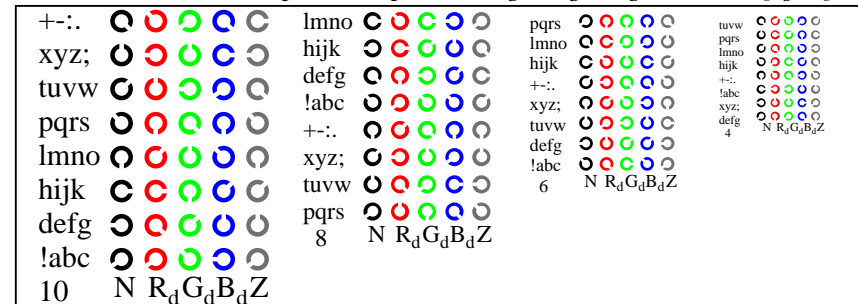 +-:.
xyz;
tuvw
pqrs
lmno
hijk
defg
!abc
10 N RdGdBdZ
lmno
hijk
defg
!abc
+-:.
xyz;
tuvw
pqrs
8 N RdGdBdZ
pqrs
lmno
hijk
+-:.
xyz;
tuvw
defg
!abc
6 N RdGdBdZ
tuvw
pqrs
lmno
hijk
+-:.
!abc
xyz;
defg
4 N RdGdBdZ